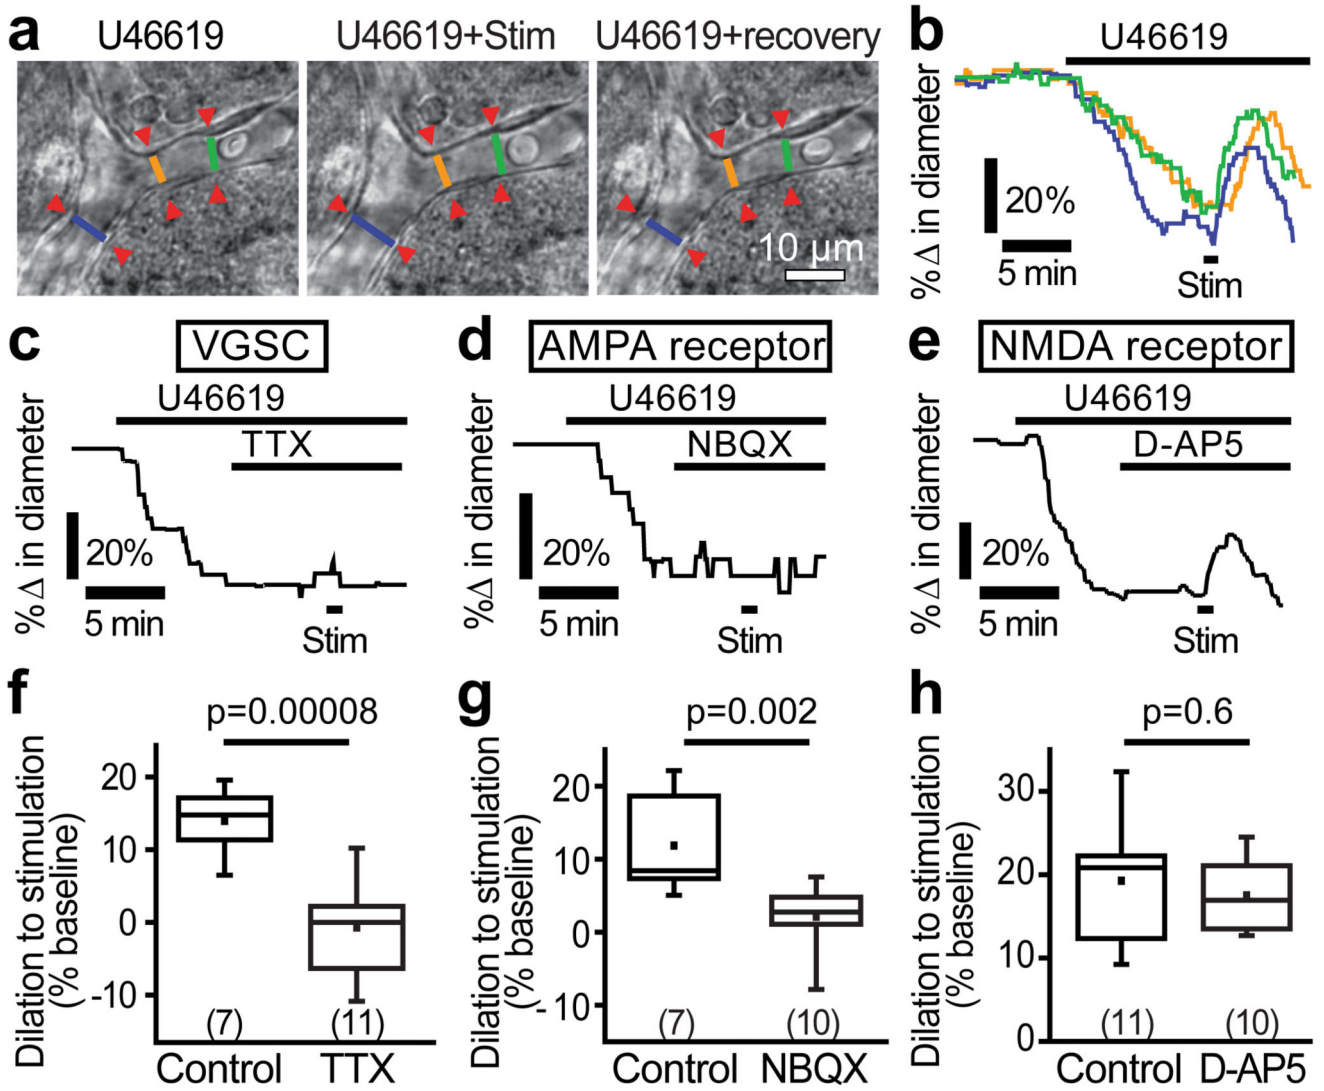 a
U46619
U46619+Stim
U46619+recovery
10 µm
b
U46619
%Δ in diameter
20%
5 min
Stim
c
VGSC
U46619
TTX
%Δ in diameter
20%
5 min
Stim
d
AMPA receptor
U46619
NBQX
%Δ in diameter
20%
5 min
Stim
e
NMDA receptor
U46619
D-AP5
%Δ in diameter
20%
5 min
Stim
f
p=0.00008
Dilation to stimulation
(% baseline)
20
10
0
-10
(7)
(11)
Control
TTX
g
p=0.002
Dilation to stimulation
(% baseline)
20
10
0
-10
(7)
(10)
Control
NBQX
h
p=0.6
Dilation to stimulation
(% baseline)
30
20
10
0
(11)
(10)
Control
D-AP5